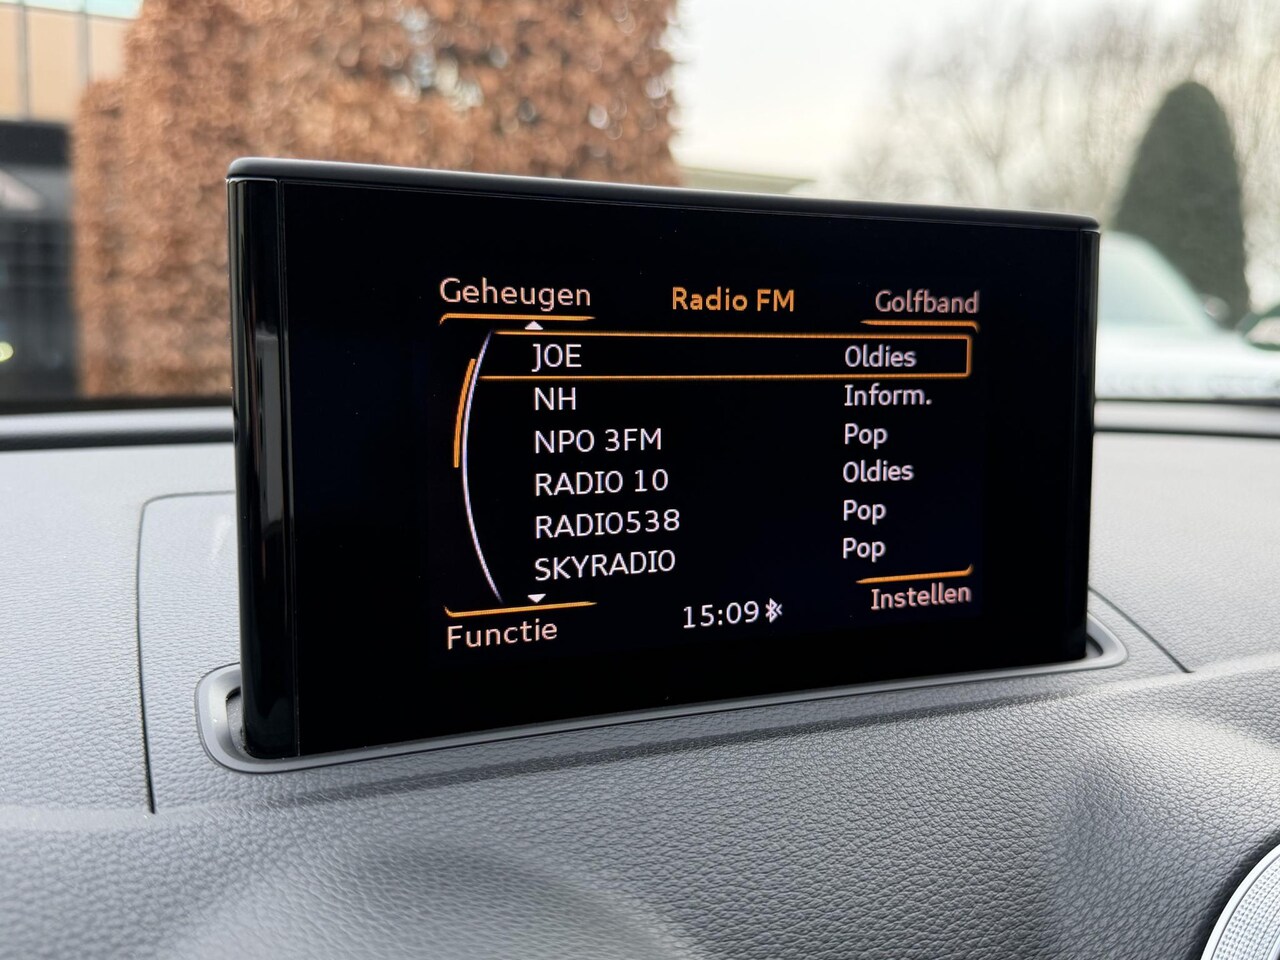 Geheugen Radio FM Golfband
JOE Oldies
NH Inform.
NPO 3FM Pop
RADIO 10 Oldies
RADIO538 Pop
SKYRADIO Pop
Functie 15:09 Instellen